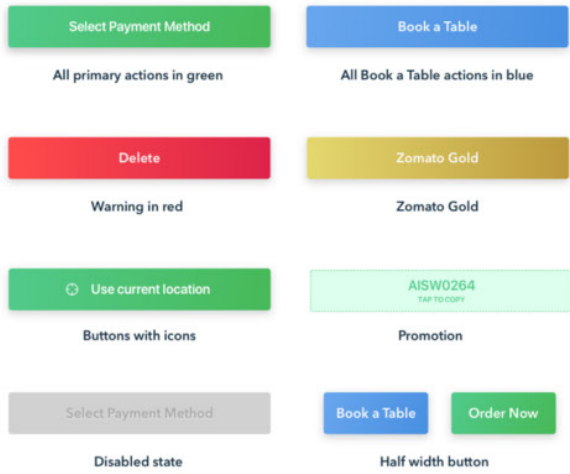 Select Payment Method
Book a Table
All primary actions in green
All Book a Table actions in blue
Delete
Zomato Gold
Warning in red
Zomato Gold
Use current location
AISW0264
TAP TO COPY
Buttons with icons
Promotion
Select Payment Method
Book a Table
Order Now
Disabled state
Half width button